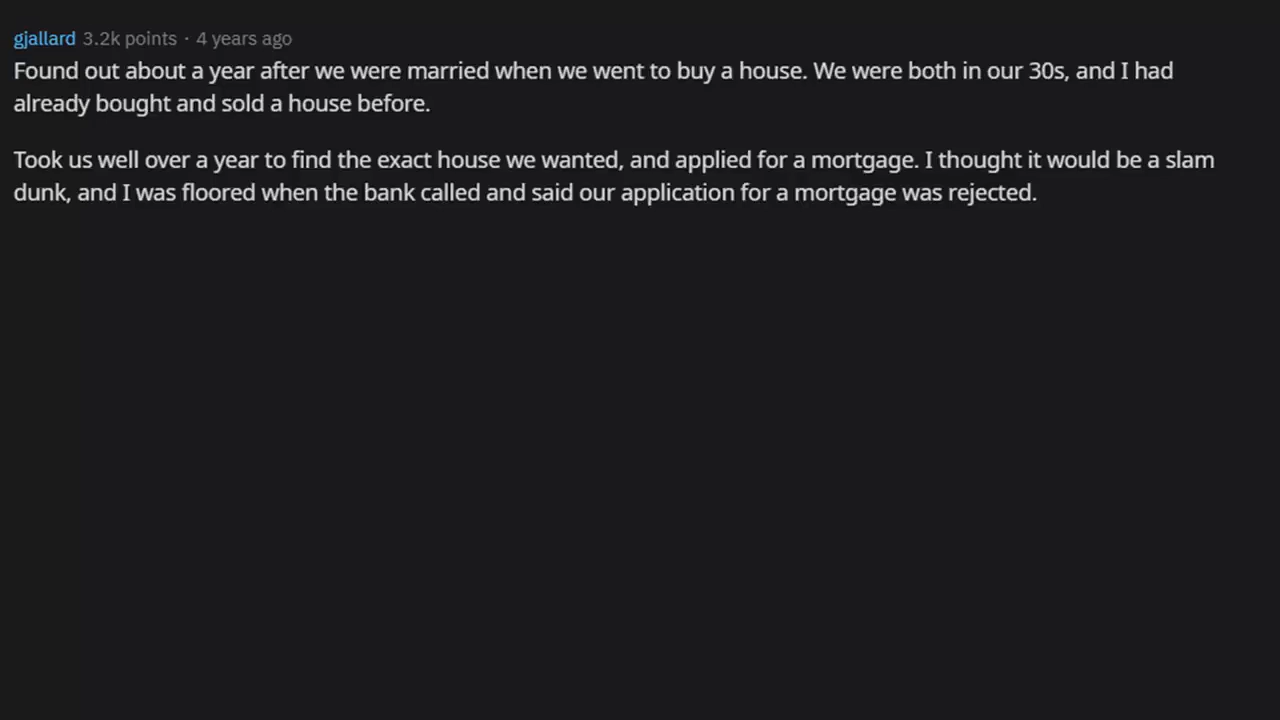 gjallard 3.2k points · 4 years ago
Found out about a year after we were married when we went to buy a house. We were both in our 30s, and I had
already bought and sold a house before.
Took us well over a year to find the exact house we wanted, and applied for a mortgage. I thought it would be a slam
dunk, and I was floored when the bank called and said our application for a mortgage was rejected.